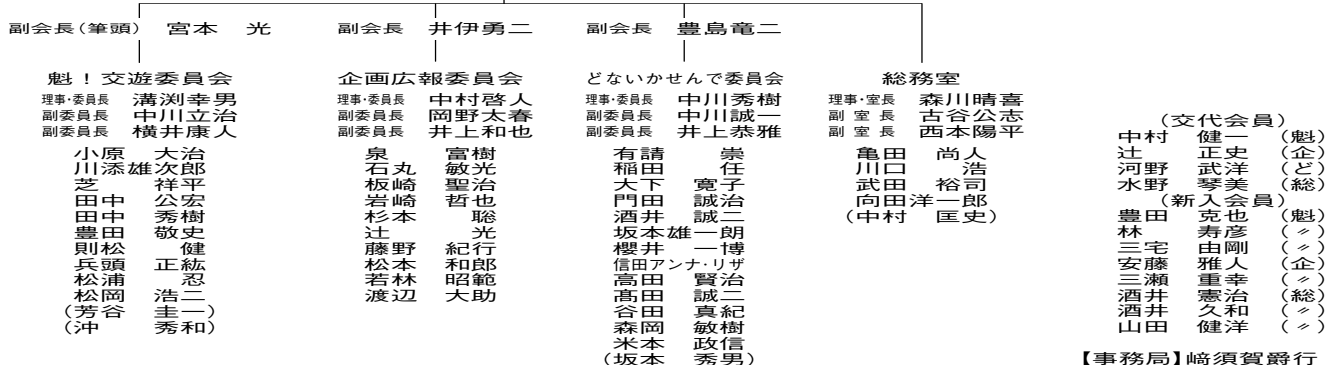 副会長(筆頭) 宮本 光
魁！交遊委員会
理事・委員長 溝渕幸男
副委員長 中川立治
副委員長 横井康人
小原 大治
川添雄次郎
芝 祥平
田中 公宏
田中 秀樹
豊田 敬史
則松 健
兵頭 正紘
松浦 忍
松岡 浩二
(芳谷 圭一)
(沖 秀和)
副会長 井伊勇二
企画広報委員会
理事・委員長 中村啓人
副委員長 岡野太春
副委員長 井上和也
泉 富樹
石丸 敏光
板崎 聖治
岩崎 哲也
杉本 聡
辻 光
藤野 紀行
松本 和郎
若林 昭範
渡辺 大助
副会長 豊島竜二
どないかせんで委員会
理事・委員長 中川秀樹
副委員長 中川誠一
副委員長 井上恭雅
有請 崇
稲田 任
大下 寛子
門田 誠治
酒井 誠二
坂本雄一朗
櫻井 一博
信田アンナ・リザ
高田 賢治
髙田 誠二
谷田 真紀
森岡 敏樹
米本 政信
(坂本 秀男)
総務室
理事・室長 森川晴喜
副室長 古谷公志
副室長 西本陽平
亀田 尚人
川口 浩
武田 裕司
向田洋一郎
(中村 匡史)
(交代会員)
中村 健一 (魁)
辻 正史 (企)
河野 武洋 (ど)
水野 琴美 (総)
(新入会員)
豊田 克也 (魁)
林 寿彦 (〃)
三宅 由剛 (〃)
安藤 雅人 (企)
三瀬 重幸 (〃)
酒井 憲治 (総)
酒井 久和 (〃)
山田 健洋 (〃)
【事務局】﨑須賀爵行